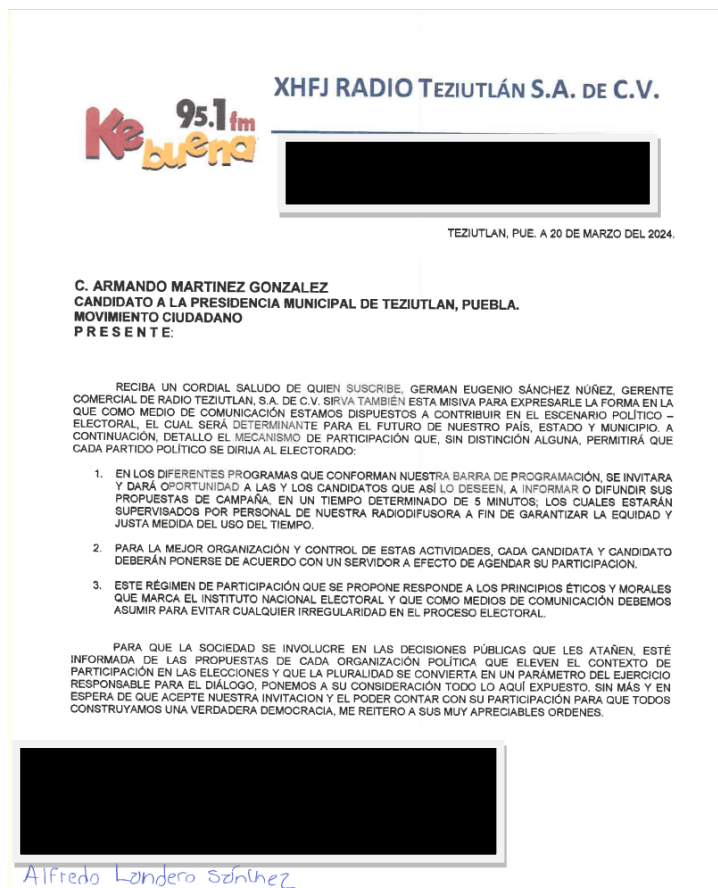 XHFJ RADIO TEZIUTLÁN S.A. DE C.V.
95.1 fm
Ke
buena
TEZIUTLAN, PUE. A 20 DE MARZO DEL 2024.
C. ARMANDO MARTINEZ GONZALEZ
CANDIDATO A LA PRESIDENCIA MUNICIPAL DE TEZIUTLAN, PUEBLA.
MOVIMIENTO CIUDADANO
P R E S E N T E:
RECIBA UN CORDIAL SALUDO DE QUIEN SUSCRIBE, GERMAN EUGENIO SÁNCHEZ NÚÑEZ, GERENTE
COMERCIAL DE RADIO TEZIUTLAN, S.A. DE C.V. SIRVA TAMBIÉN ESTA MISIVA PARA EXPRESARLE LA FORMA EN LA
QUE COMO MEDIO DE COMUNICACIÓN ESTAMOS DISPUESTOS A CONTRIBUIR EN EL ESCENARIO POLÍTICO –
ELECTORAL, EL CUAL SERÁ DETERMINANTE PARA EL FUTURO DE NUESTRO PAÍS, ESTADO Y MUNICIPIO. A
CONTINUACIÓN, DETALLO EL MECANISMO DE PARTICIPACIÓN QUE, SIN DISTINCIÓN ALGUNA, PERMITIRÁ QUE
CADA PARTIDO POLÍTICO SE DIRIJA AL ELECTORADO:
1. EN LOS DIFERENTES PROGRAMAS QUE CONFORMAN NUESTRA BARRA DE PROGRAMACIÓN, SE INVITARA
Y DARÁ OPORTUNIDAD A LAS Y LOS CANDIDATOS QUE ASÍ LO DESEEN, A INFORMAR O DIFUNDIR SUS
PROPUESTAS DE CAMPAÑA, EN UN TIEMPO DETERMINADO DE 5 MINUTOS; LOS CUALES ESTARÁN
SUPERVISADOS POR PERSONAL DE NUESTRA RADIODIFUSORA A FIN DE GARANTIZAR LA EQUIDAD Y
JUSTA MEDIDA DEL USO DEL TIEMPO.
2. PARA LA MEJOR ORGANIZACIÓN Y CONTROL DE ESTAS ACTIVIDADES, CADA CANDIDATA Y CANDIDATO
DEBERÁN PONERSE DE ACUERDO CON UN SERVIDOR A EFECTO DE AGENDAR SU PARTICIPACION.
3. ESTE RÉGIMEN DE PARTICIPACIÓN QUE SE PROPONE RESPONDE A LOS PRINCIPIOS ÉTICOS Y MORALES
QUE MARCA EL INSTITUTO NACIONAL ELECTORAL Y QUE COMO MEDIOS DE COMUNICACIÓN DEBEMOS
ASUMIR PARA EVITAR CUALQUIER IRREGULARIDAD EN EL PROCESO ELECTORAL.
PARA QUE LA SOCIEDAD SE INVOLUCRE EN LAS DECISIONES PÚBLICAS QUE LES ATAÑEN, ESTÉ
INFORMADA DE LAS PROPUESTAS DE CADA ORGANIZACIÓN POLÍTICA QUE ELEVEN EL CONTEXTO DE
PARTICIPACIÓN EN LAS ELECCIONES Y QUE LA PLURALIDAD SE CONVIERTA EN UN PARÁMETRO DEL EJERCICIO
RESPONSABLE PARA EL DIÁLOGO, PONEMOS A SU CONSIDERACIÓN TODO LO AQUÍ EXPUESTO. SIN MÁS Y EN
ESPERA DE QUE ACEPTE NUESTRA INVITACION Y EL PODER CONTAR CON SU PARTICIPACIÓN PARA QUE TODOS
CONSTRUYAMOS UNA VERDADERA DEMOCRACIA, ME REITERO A SUS MUY APRECIABLES ORDENES.
Alfredo Landero Sánchez